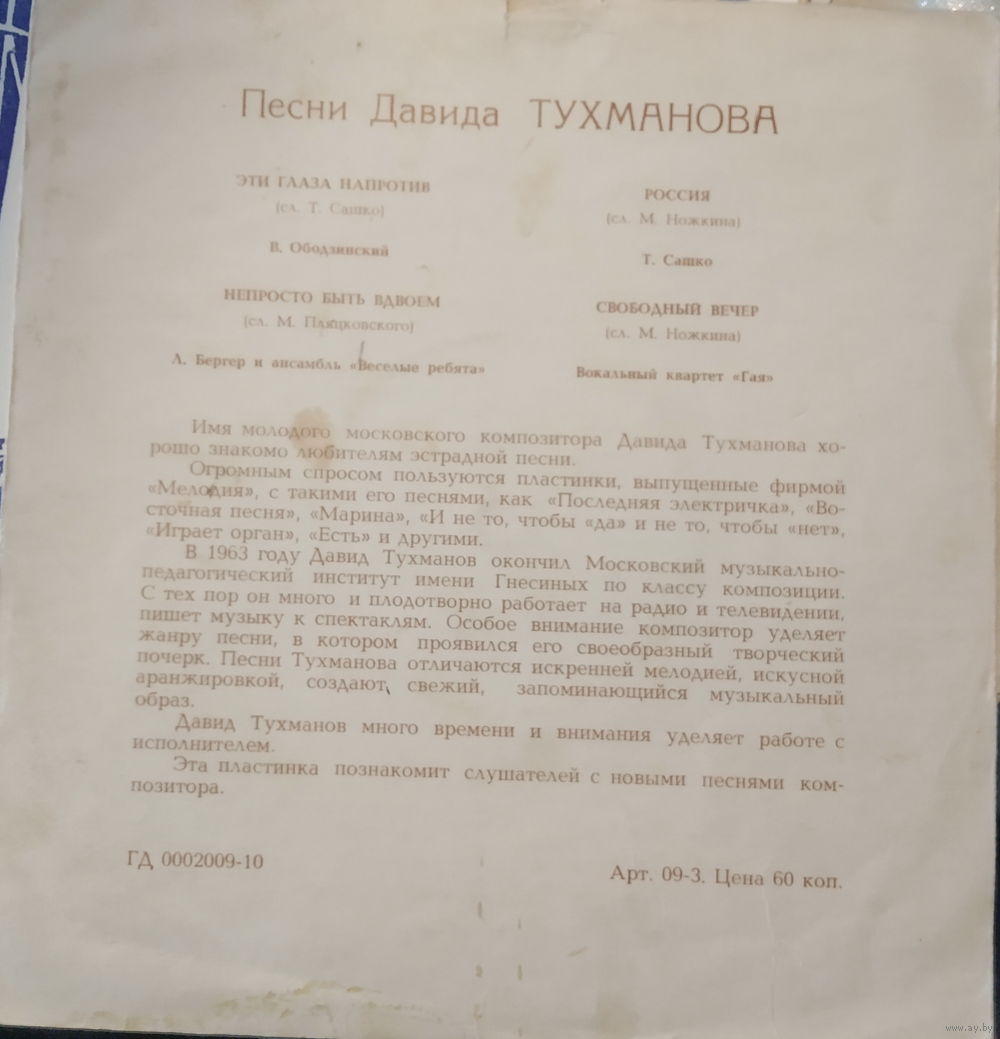 Песни Давида ТУХМАНОВА
ЭТИ ГЛАЗА НАПРОТИВ
(сл. Т. Сашко)
В. Ободзинский
НЕПРОСТО БЫТЬ ВДВОЕМ
(сл. М. Пляцковского)
Л. Бергер и ансамбль «Веселые ребята»
РОССИЯ
(сл. М. Ножкина)
Т. Сашко
СВОБОДНЫЙ ВЕЧЕР
(сл. М. Ножкина)
Вокальный квартет «Гая»
Имя молодого московского композитора Давида Тухманова хо-
рошо знакомо любителям эстрадной песни.
Огромным спросом пользуются пластинки, выпущенные фирмой
«Мелодия», с такими его песнями, как «Последняя электричка», «Во-
сточная песня», «Марина», «И не то, чтобы «да» и не то, чтобы «нет»,
«Играет орган», «Есть» и другими.
В 1963 году Давид Тухманов окончил Московский музыкально-
педагогический институт имени Гнесиных по классу композиции.
С тех пор он много и плодотворно работает на радио и телевидении,
пишет музыку к спектаклям. Особое внимание композитор уделяет
жанру песни, в котором проявился его своеобразный творческий
почерк. Песни Тухманова отличаются искренней мелодией, искусной
аранжировкой, создают свежий, запоминающийся музыкальный
образ.
Давид Тухманов много времени и внимания уделяет работе с
исполнителем.
Эта пластинка познакомит слушателей с новыми песнями ком-
позитора.
ГД 0002009-10
Арт. 09-3. Цена 60 коп.
www.ay.by